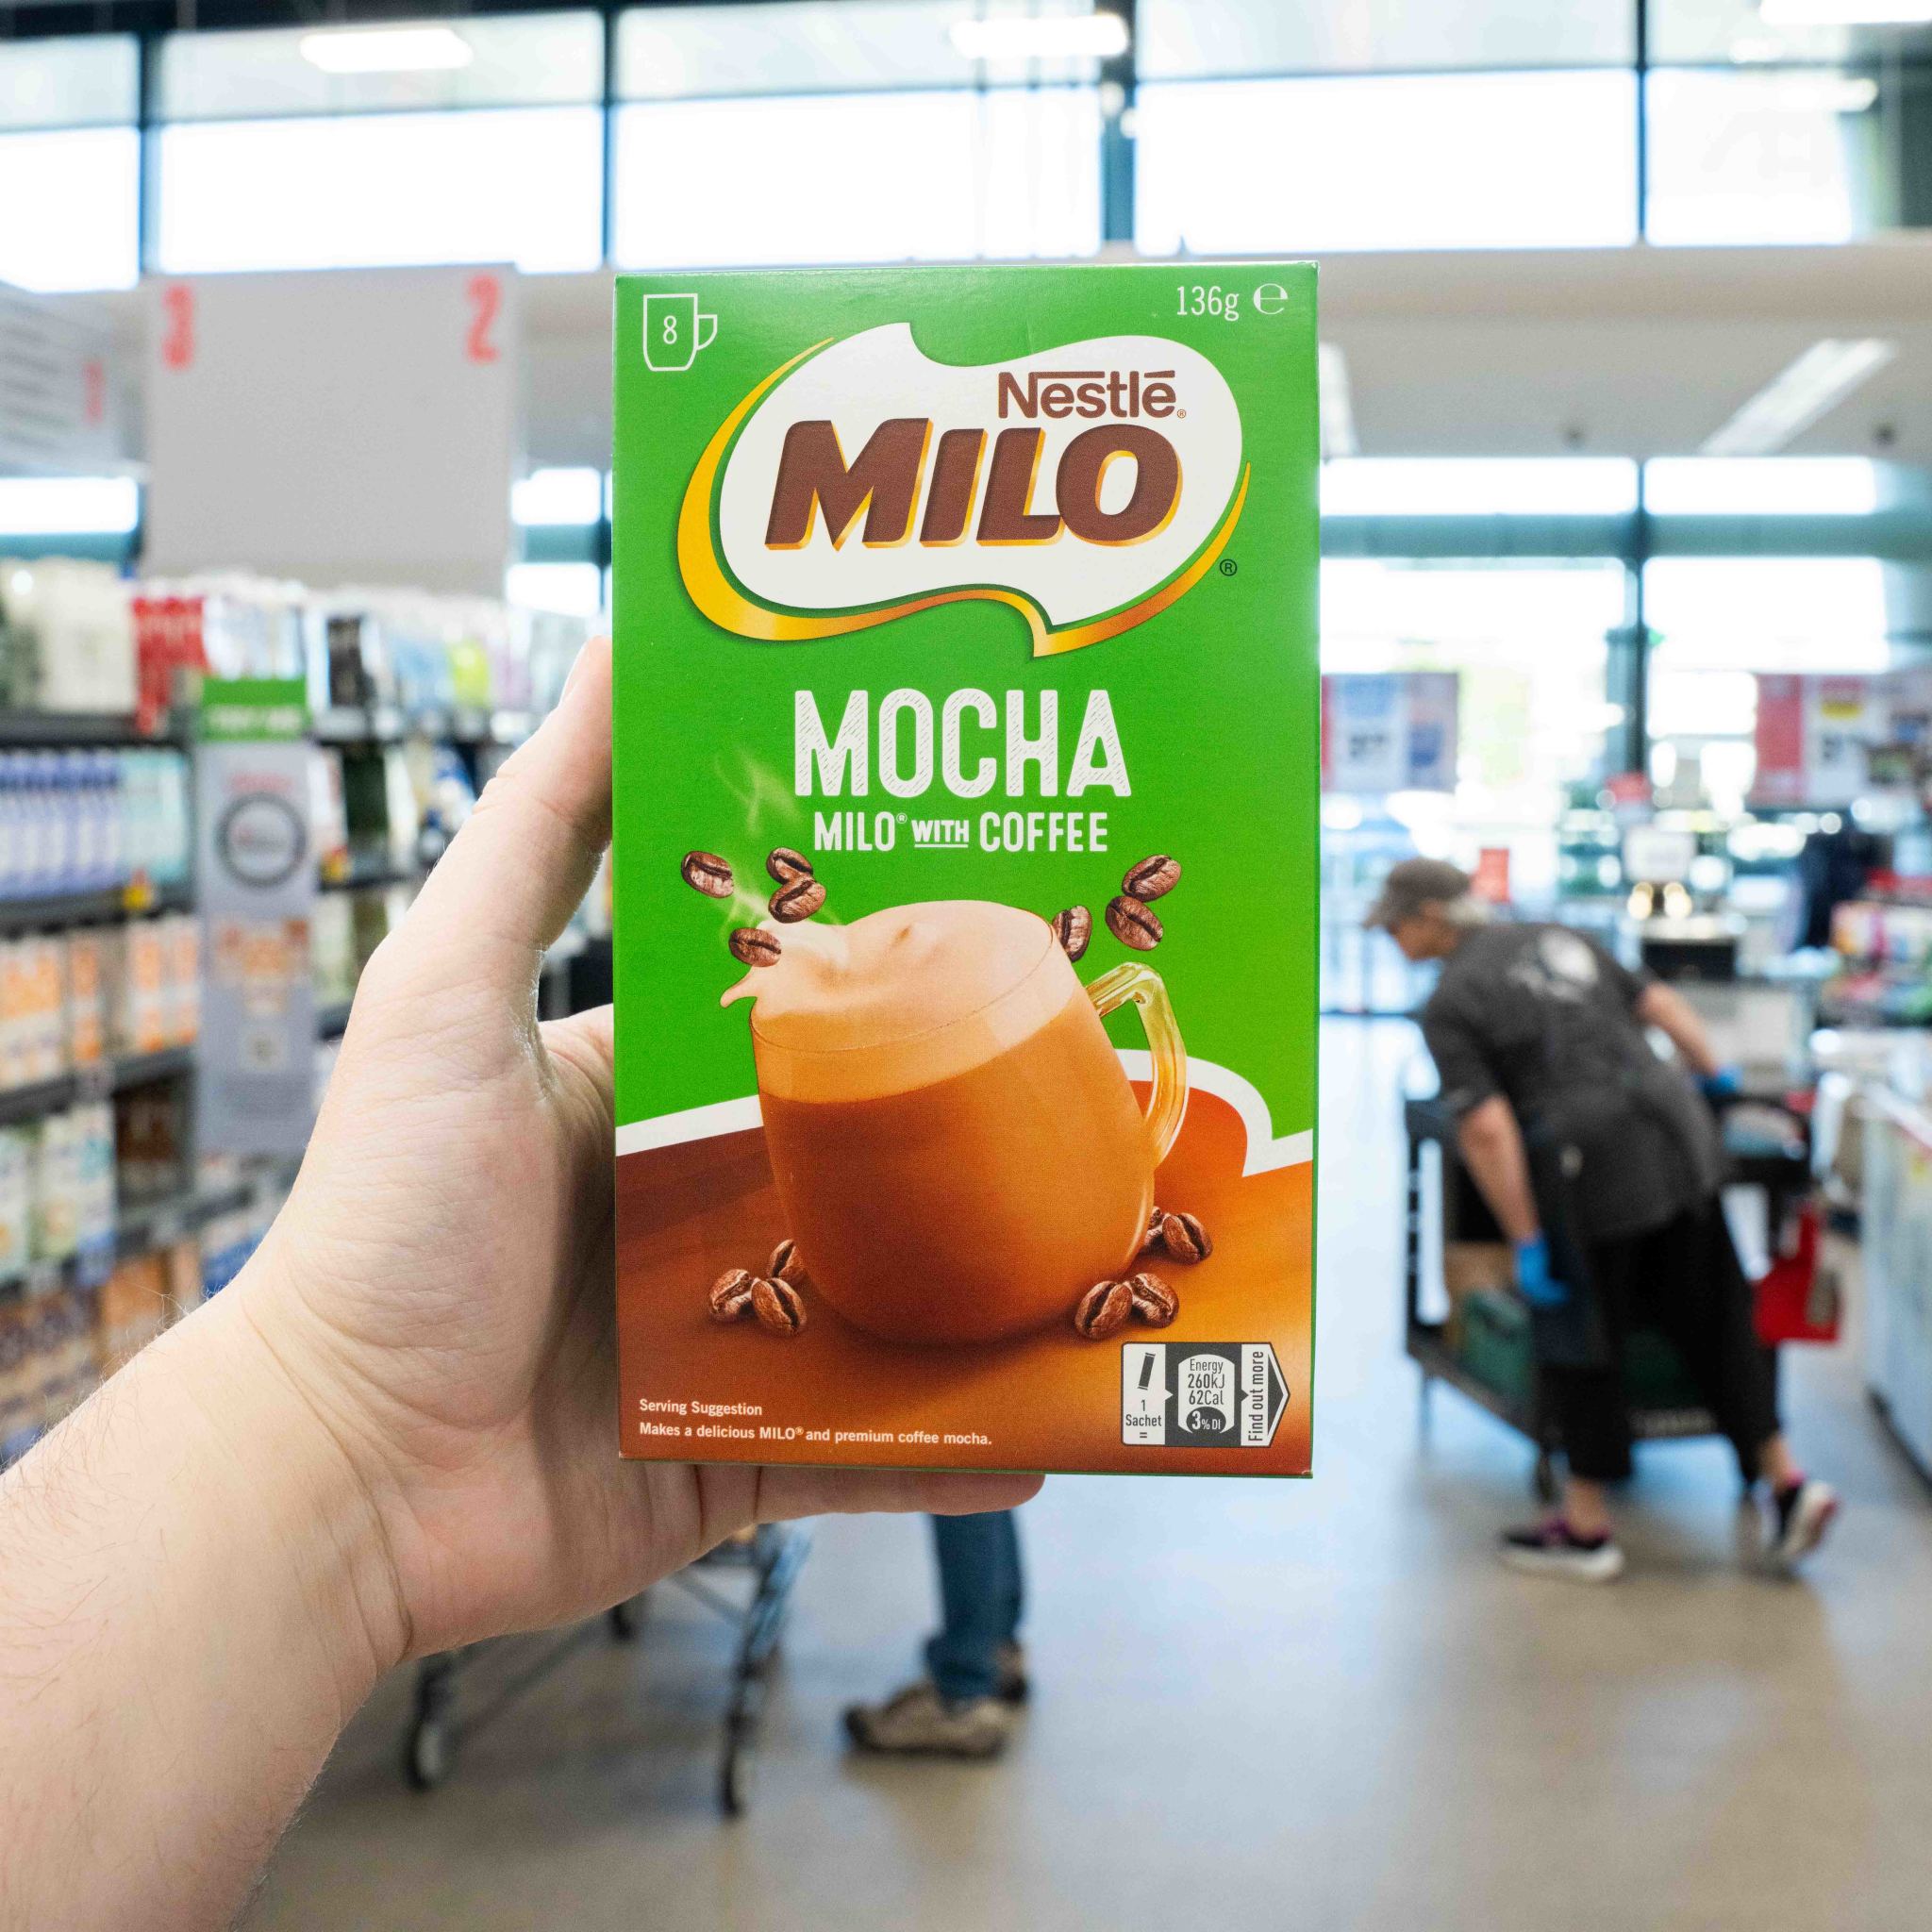 3
2
8
136g ℮
Nestlé®
MILO
®
MOCHA
MILO® WITH COFFEE
Serving Suggestion
Makes a delicious MILO® and premium coffee mocha.
1
Sachet
=
Energy
260kJ
62Cal
3% DI
Find out more